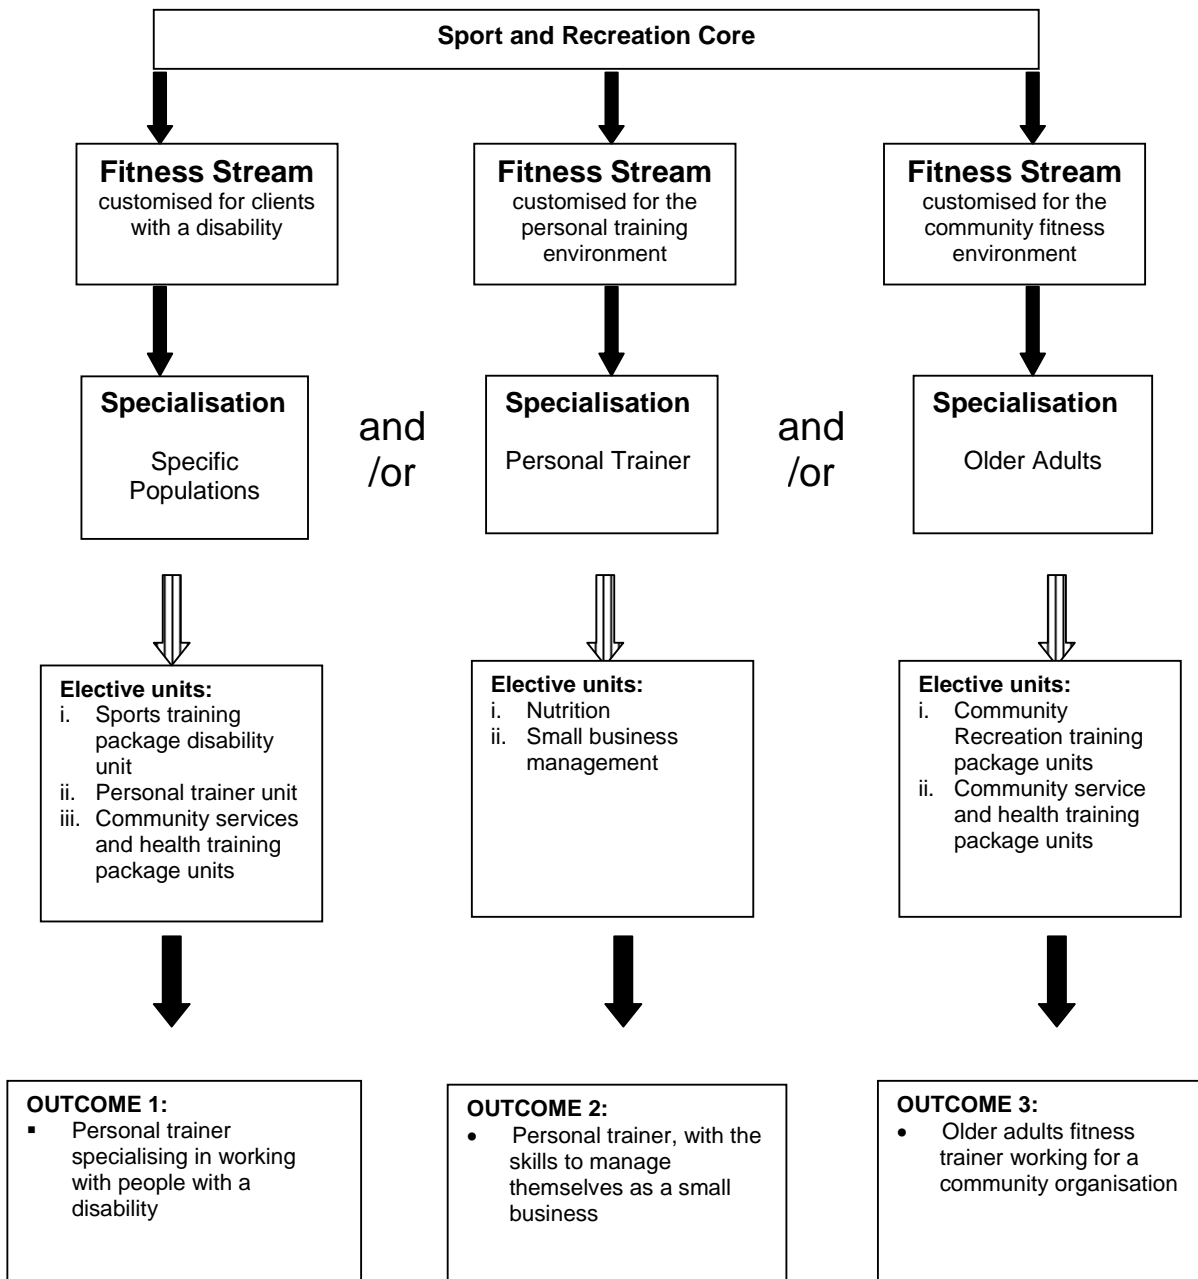 Sport and Recreation Core
Fitness Stream
customised for clients
with a disability
Fitness Stream
customised for the
personal training
environment
Fitness Stream
customised for the
community fitness
environment
Specialisation
Specific
Populations
and
/or
Specialisation
Personal Trainer
and
/or
Specialisation
Older Adults
Elective units:
i. Sports training
package disability
unit
ii. Personal trainer unit
iii. Community services
and health training
package units
Elective units:
i. Nutrition
ii. Small business
management
Elective units:
i. Community
Recreation training
package units
ii. Community service
and health training
package units
OUTCOME 1:
▪ Personal trainer
specialising in working
with people with a
disability
OUTCOME 2:
• Personal trainer, with the
skills to manage
themselves as a small
business
OUTCOME 3:
• Older adults fitness
trainer working for a
community organisation